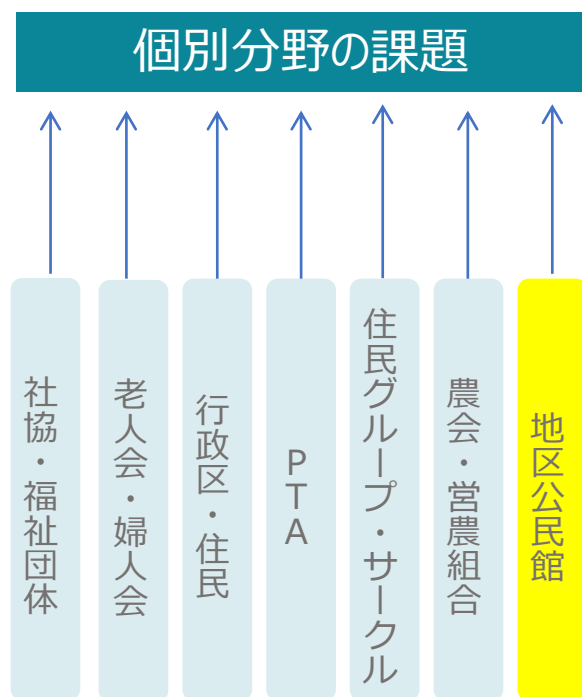 個別分野の課題
社協・福祉団体
老人会・婦人会
行政区・住民
PTA
住民グループ・サークル
農会・営農組合
地区公民館